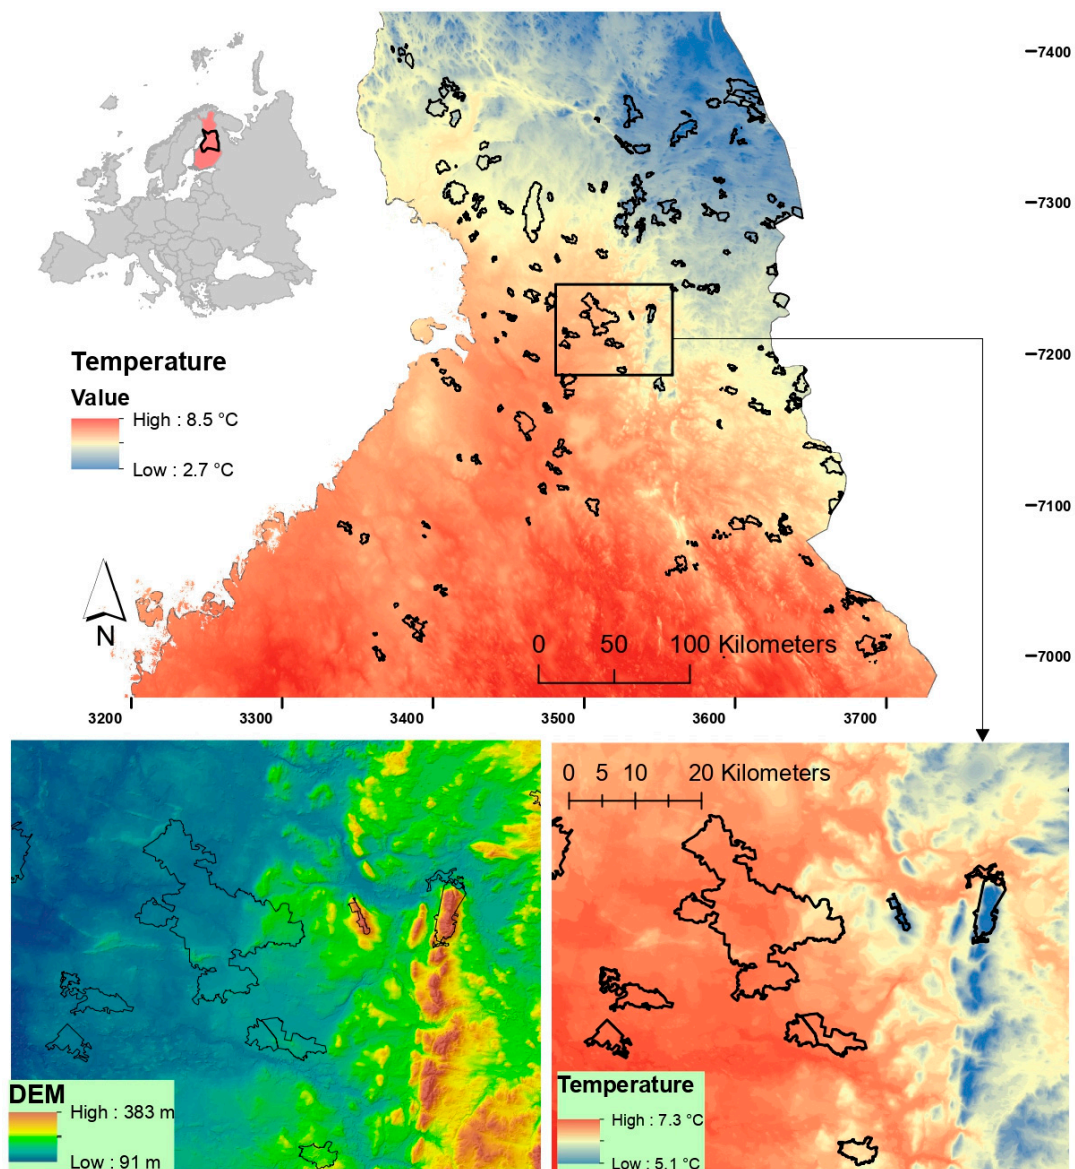 −7400
−7300
−7200
−7100
−7000
Temperature
Value
High : 8.5 °C
Low : 2.7 °C
N
0 50 100 Kilometers
3200 3300 3400 3500 3600 3700
0 5 10 20 Kilometers
DEM
High : 383 m
Low : 91 m
Temperature
High : 7.3 °C
Low : 5.1 °C